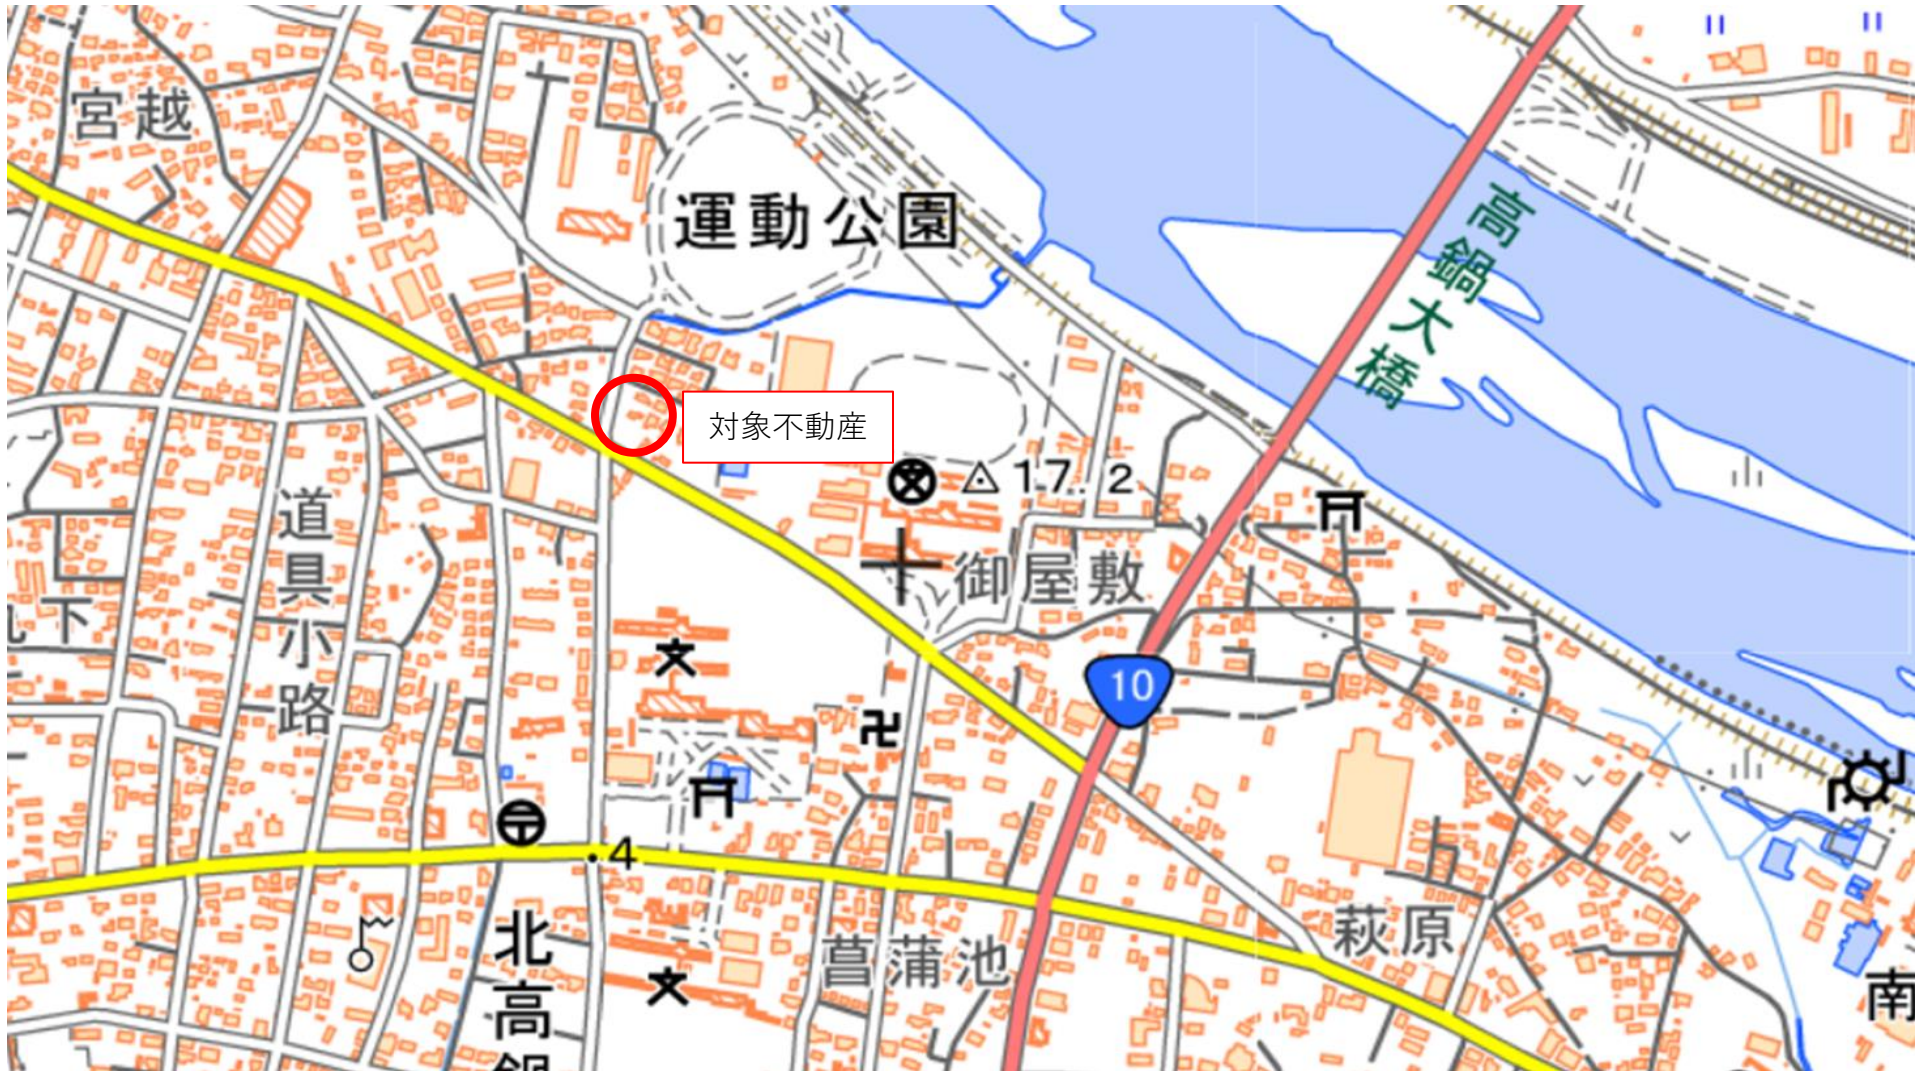 宮越
運動公園
高鍋大橋
対象不動産
17.2
道具小路
御屋敷
下
10
.4
北高鍋
菖蒲池
萩原
南